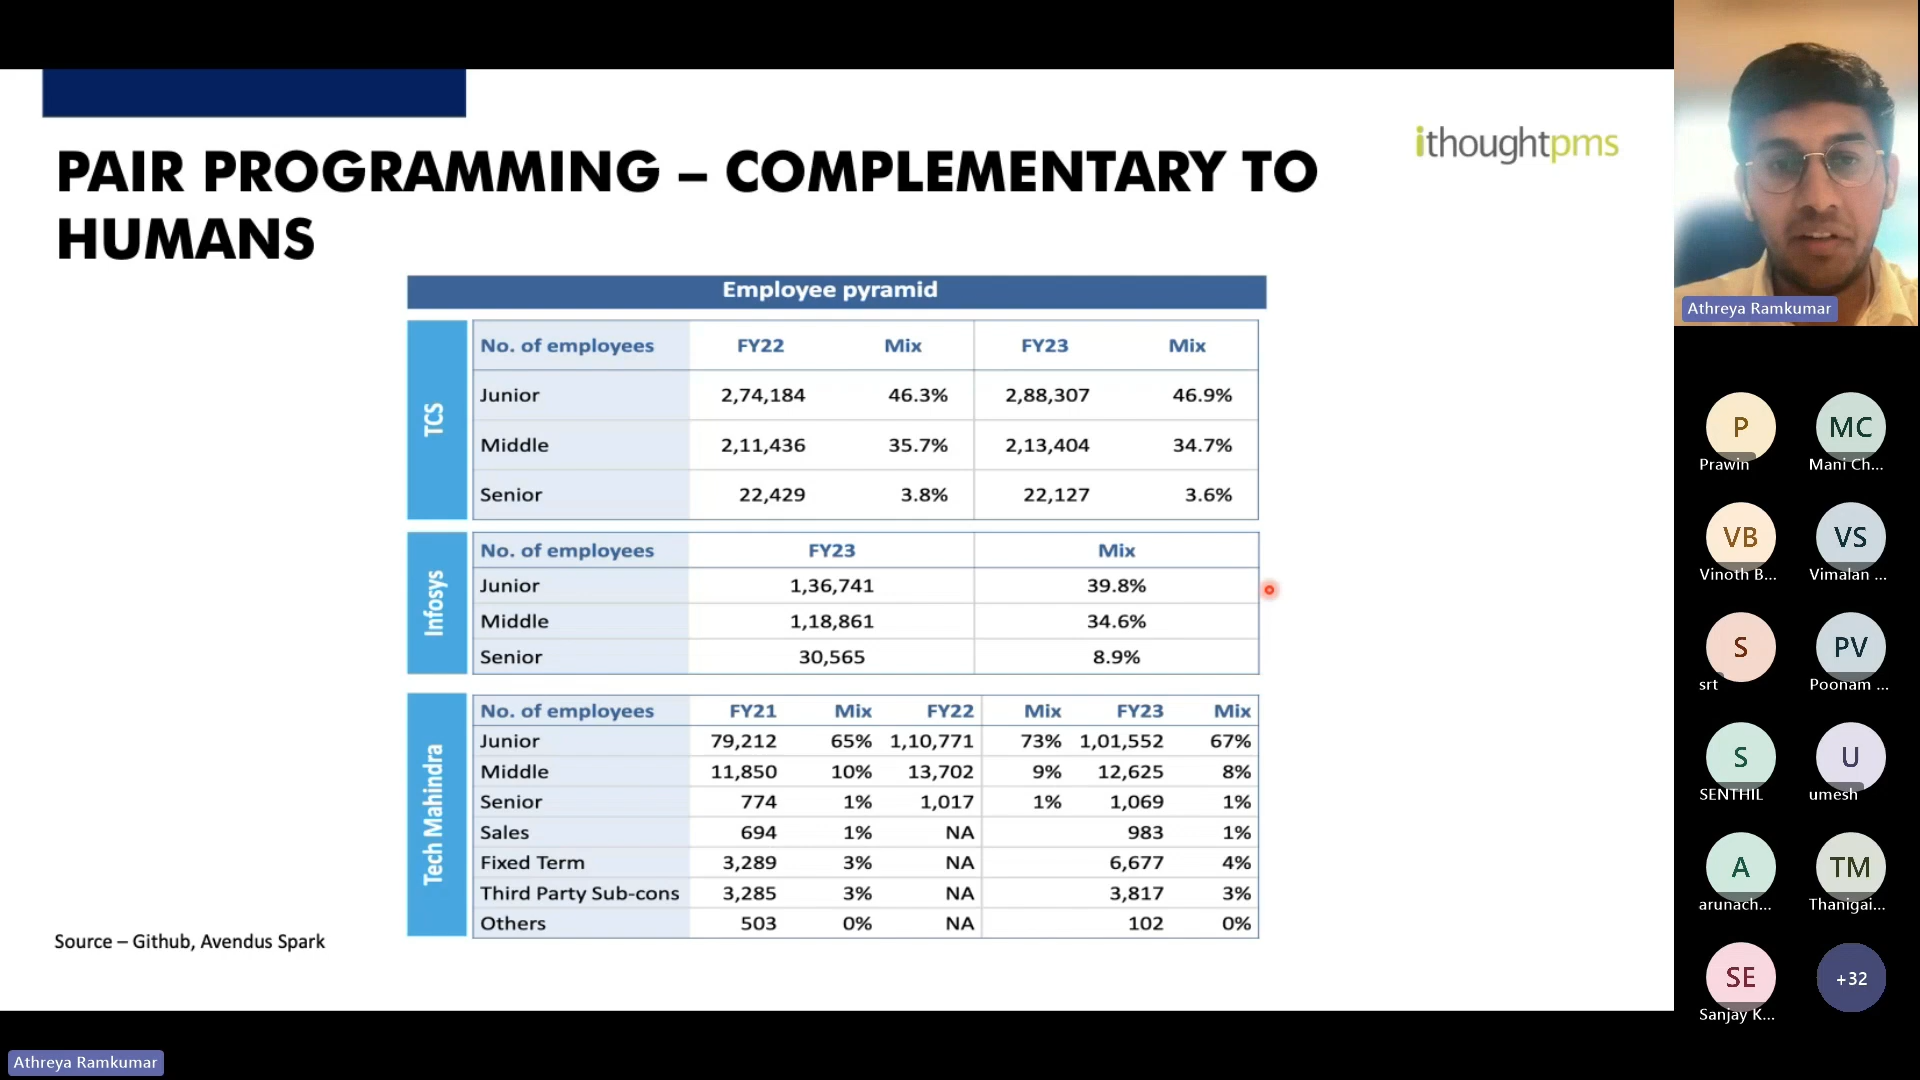 ithoughtpms
PAIR PROGRAMMING – COMPLEMENTARY TO
HUMANS
Employee pyramid
TCS
No. of employees FY22 Mix FY23 Mix
Junior 2,74,184 46.3% 2,88,307 46.9%
Middle 2,11,436 35.7% 2,13,404 34.7%
Senior 22,429 3.8% 22,127 3.6%
Infosys
No. of employees FY23 Mix
Junior 1,36,741 39.8%
Middle 1,18,861 34.6%
Senior 30,565 8.9%
Tech Mahindra
No. of employees FY21 Mix FY22 Mix FY23 Mix
Junior 79,212 65% 1,10,771 73% 1,01,552 67%
Middle 11,850 10% 13,702 9% 12,625 8%
Senior 774 1% 1,017 1% 1,069 1%
Sales 694 1% NA 983 1%
Fixed Term 3,289 3% NA 6,677 4%
Third Party Sub-cons 3,285 3% NA 3,817 3%
Others 503 0% NA 102 0%
Source – Github, Avendus Spark
Athreya Ramkumar
P MC
Prawin Mani Ch...
VB VS
Vinoth B... Vimalan ...
S PV
srt Poonam ...
S U
SENTHIL umesh
A TM
arunach... Thanigai...
SE +32
Sanjay K...
Athreya Ramkumar